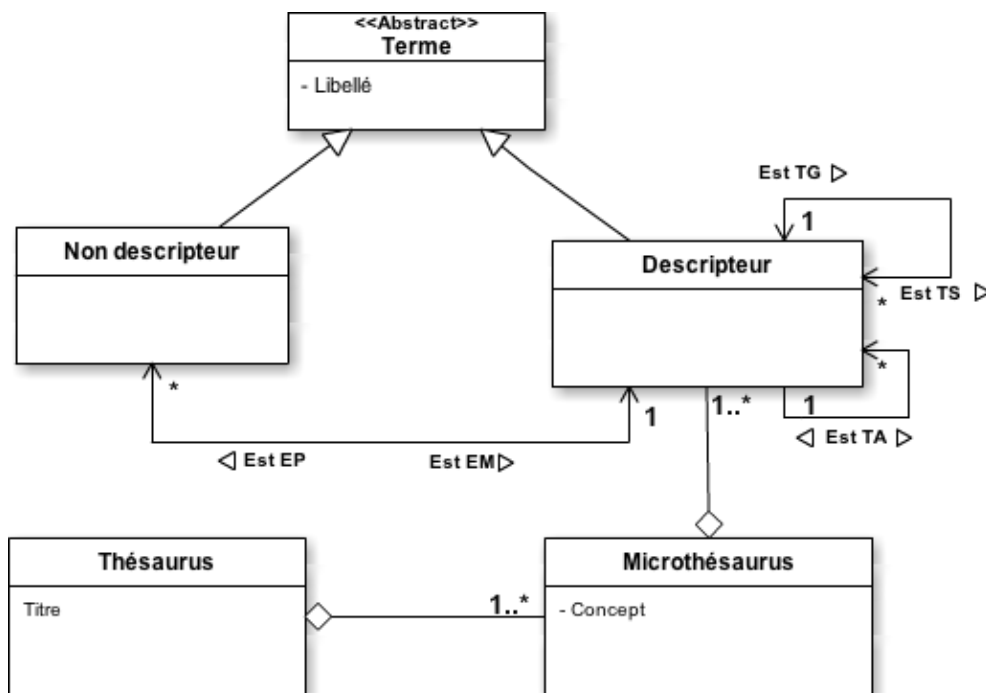 <<Abstract>>
Terme
- Libellé
Est TG ▷
1
Non descripteur
Descripteur
*
Est TS ▷
*
*
1
1..*
1
◁ Est TA ▷
◁ Est EP
Est EM ▷
Thésaurus
Microthésaurus
Titre
1..*
- Concept